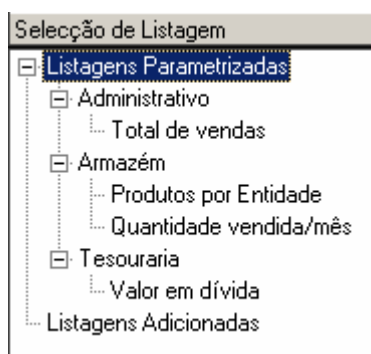 Selecção de Listagem
Listagens Parametrizadas
Administrativo
Total de vendas
Armazém
Produtos por Entidade
Quantidade vendida/mês
Tesouraria
Valor em dívida
Listagens Adicionadas